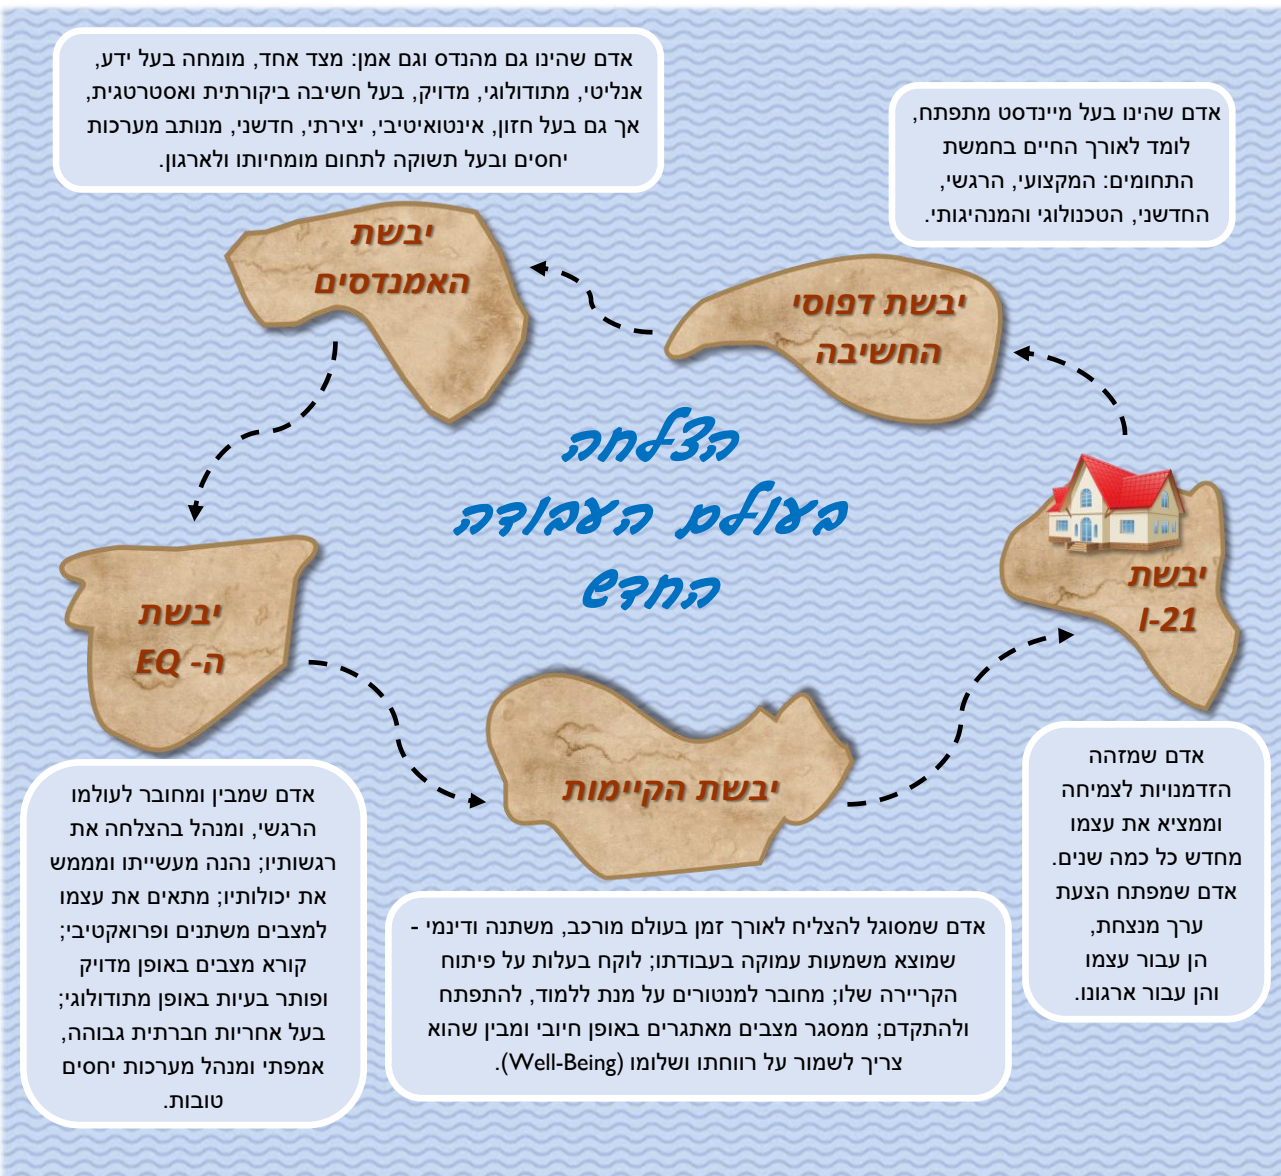 אדם שהינו גם מהנדס וגם אמן: מצד אחד, מומחה בעל ידע,
אנליטי, מתודולוגי, מדויק, בעל חשיבה ביקורתית ואסטרטגית,
אך גם בעל חזון, אינטואיטיבי, יצירתי, חדשני, מנותב מערכות
יחסים ובעל תשוקה לתחום מומחיותו ולארגון.
אדם שהינו בעל מיינדסט מתפתח,
לומד לאורך החיים בחמשת
התחומים: המקצועי, הרגשי,
החדשני, הטכנולוגי והמנהיגותי.
יבשת
האמנדסים
יבשת דפוסי
החשיבה
הצלחה
בעולם העבודה
החדש
יבשת
I-21
יבשת
ה- EQ
יבשת הקיימות
אדם שמזהה
הזדמנויות לצמיחה
וממציא את עצמו
מחדש כל כמה שנים.
אדם שמפתח הצעת
ערך מנצחת,
הן עבור עצמו
והן עבור ארגונו.
אדם שמבין ומחובר לעולמו
הרגשי, ומנהל בהצלחה את
רגשותיו; נהנה מעשייתו ומממש
את יכולותיו; מתאים את עצמו
למצבים משתנים ופרואקטיבי;
קורא מצבים באופן מדויק
ופותר בעיות באופן מתודולוגי;
בעל אחריות חברתית גבוהה,
אמפתי ומנהל מערכות יחסים
טובות.
אדם שמסוגל להצליח לאורך זמן בעולם מורכב, משתנה ודינמי -
שמוצא משמעות עמוקה בעבודתו; לוקח בעלות על פיתוח
הקריירה שלו; מחובר למנטורים על מנת ללמוד, להתפתח
ולהתקדם; ממסגר מצבים מאתגרים באופן חיובי ומבין שהוא
צריך לשמור על רווחתו ושלומו (Well-Being).